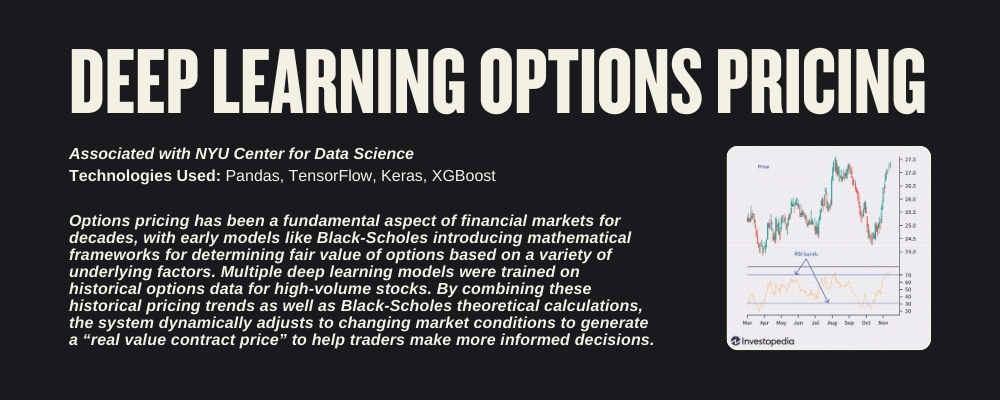 DEEP LEARNING OPTIONS PRICING
Associated with NYU Center for Data Science
Technologies Used: Pandas, TensorFlow, Keras, XGBoost
Options pricing has been a fundamental aspect of financial markets for
decades, with early models like Black-Scholes introducing mathematical
frameworks for determining fair value of options based on a variety of
underlying factors. Multiple deep learning models were trained on
historical options data for high-volume stocks. By combining these
historical pricing trends as well as Black-Scholes theoretical calculations,
the system dynamically adjusts to changing market conditions to generate
a “real value contract price” to help traders make more informed decisions.
Price
27.5
27.0
26.5
26.0
25.5
25.0
24.5
24.0
RSI bands
70
60
50
40
30
20
Mar Apr May Jun Jul Aug Sep Oct Nov
Investopedia